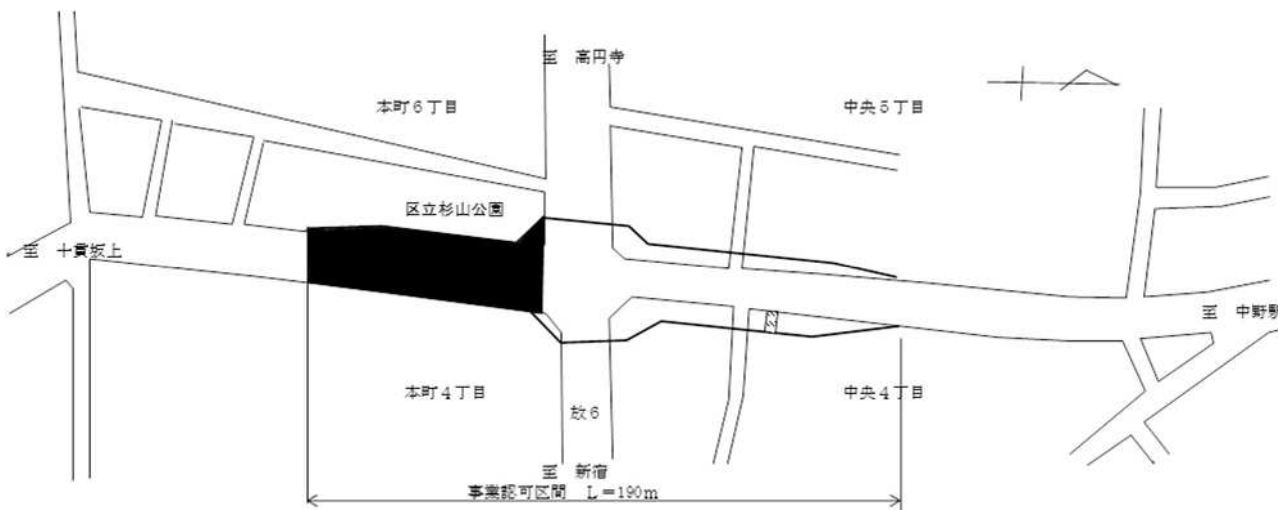 至　高円寺
本町６丁目
中央５丁目
区立杉山公園
至　十貫坂上
至　中野駅
本町４丁目
中央４丁目
放６
至　新宿
事業認可区間　L＝190m